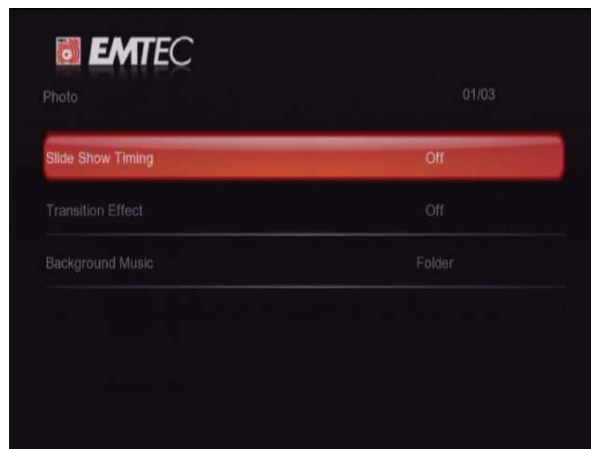 EMTEC
Photo 01/03
Slide Show Timing Off
Transition Effect Off
Background Music Folder